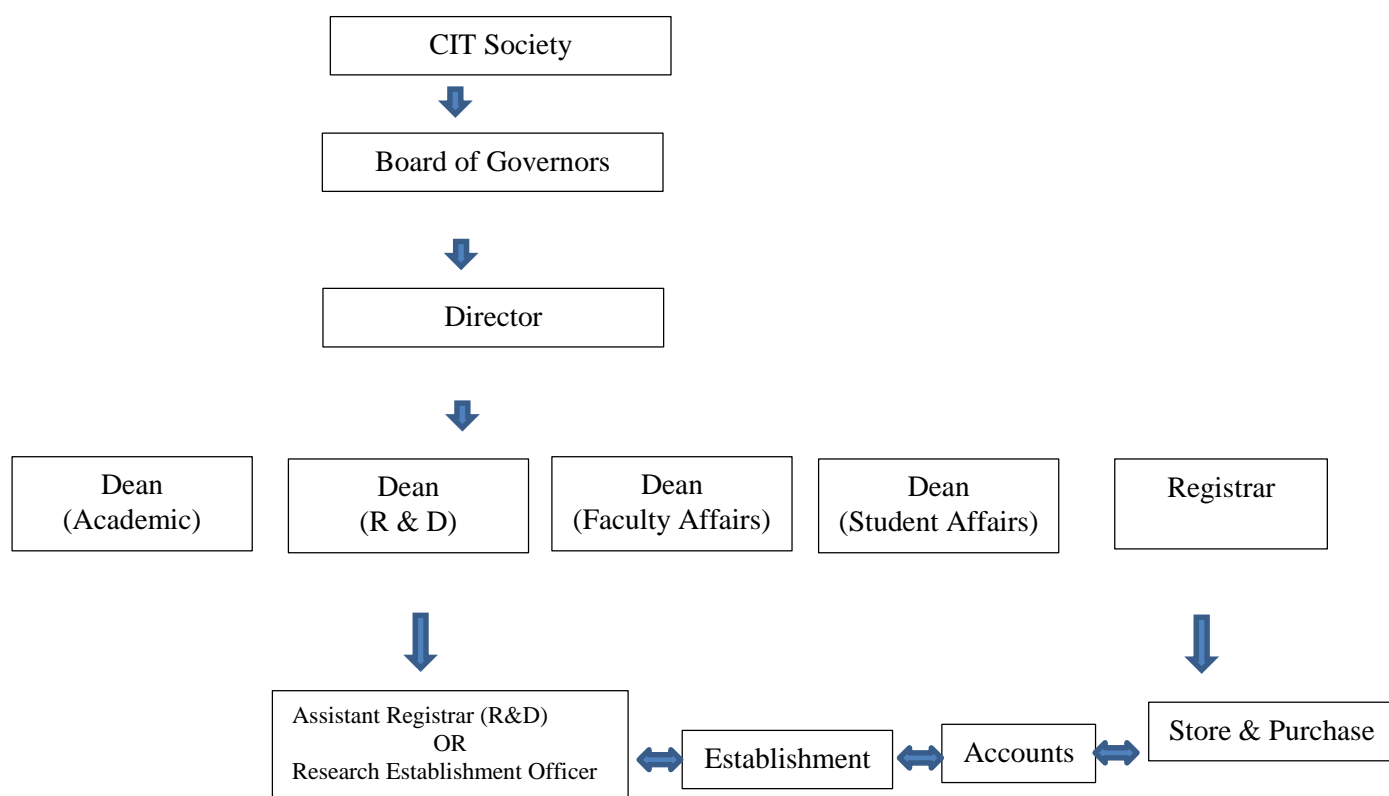 CIT Society
Board of Governors
Director
Dean
(Academic)
Dean
(R & D)
Dean
(Faculty Affairs)
Dean
(Student Affairs)
Registrar
Assistant Registrar (R&D)
OR
Research Establishment Officer
Establishment
Accounts
Store & Purchase